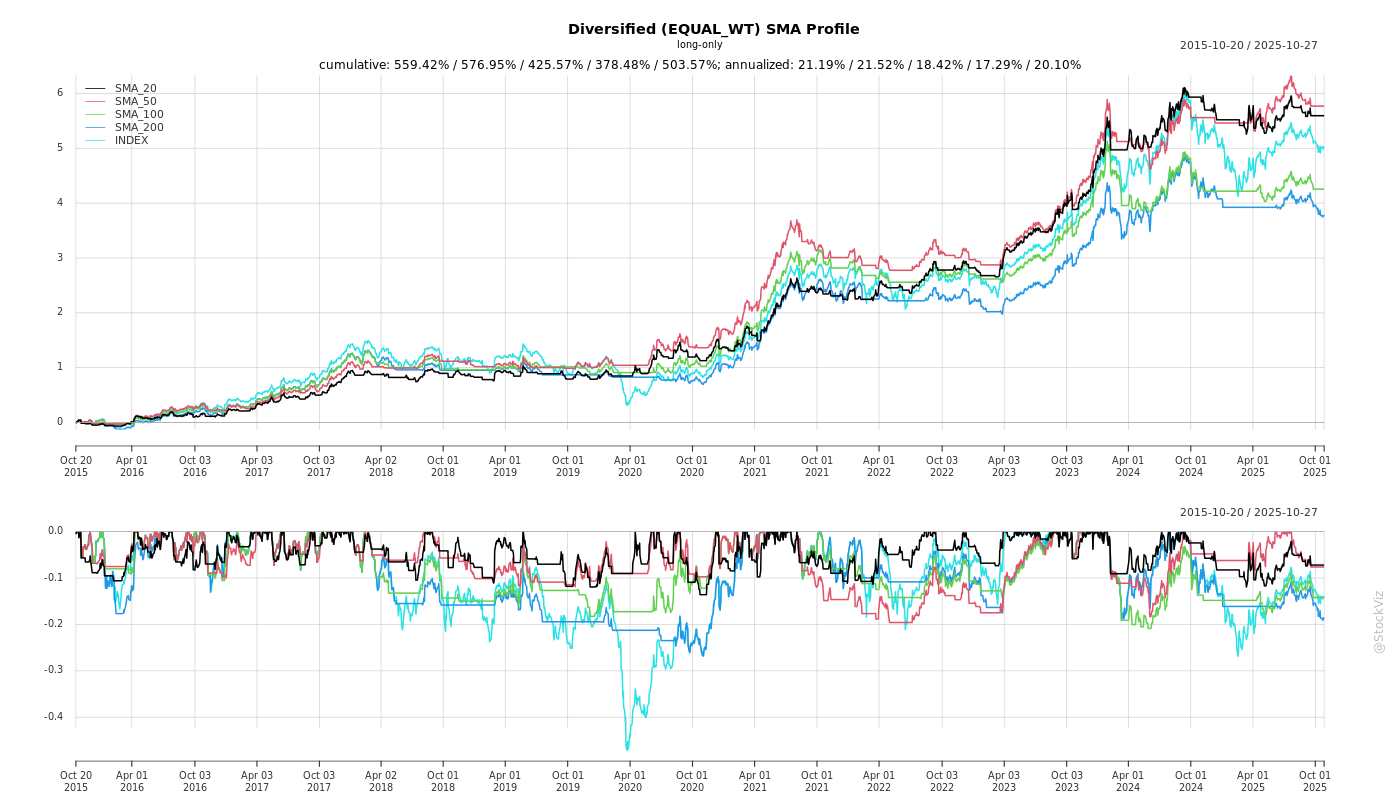 Diversified (EQUAL_WT) SMA Profile
long-only
2015-10-20 / 2025-10-27
cumulative: 559.42% / 576.95% / 425.57% / 378.48% / 503.57%; annualized: 21.19% / 21.52% / 18.42% / 17.29% / 20.10%
SMA_20
SMA_50
SMA_100
SMA_200
INDEX
6
5
4
3
2
1
0
Oct 20 Apr 01 Oct 03 Apr 03 Oct 03 Apr 02 Oct 01 Apr 01 Oct 01 Apr 01 Oct 01 Apr 01 Oct 01 Apr 01 Oct 03 Apr 03 Oct 03 Apr 01 Oct 01 Apr 01 Oct 01
2015 2016 2016 2017 2017 2018 2018 2019 2019 2020 2020 2021 2021 2022 2022 2023 2023 2024 2024 2025 2025
2015-10-20 / 2025-10-27
0.0
-0.1
-0.2
-0.3
-0.4
Oct 20 Apr 01 Oct 03 Apr 03 Oct 03 Apr 02 Oct 01 Apr 01 Oct 01 Apr 01 Oct 01 Apr 01 Oct 01 Apr 01 Oct 03 Apr 03 Oct 03 Apr 01 Oct 01 Apr 01 Oct 01
2015 2016 2016 2017 2017 2018 2018 2019 2019 2020 2020 2021 2021 2022 2022 2023 2023 2024 2024 2025 2025
@StockViz